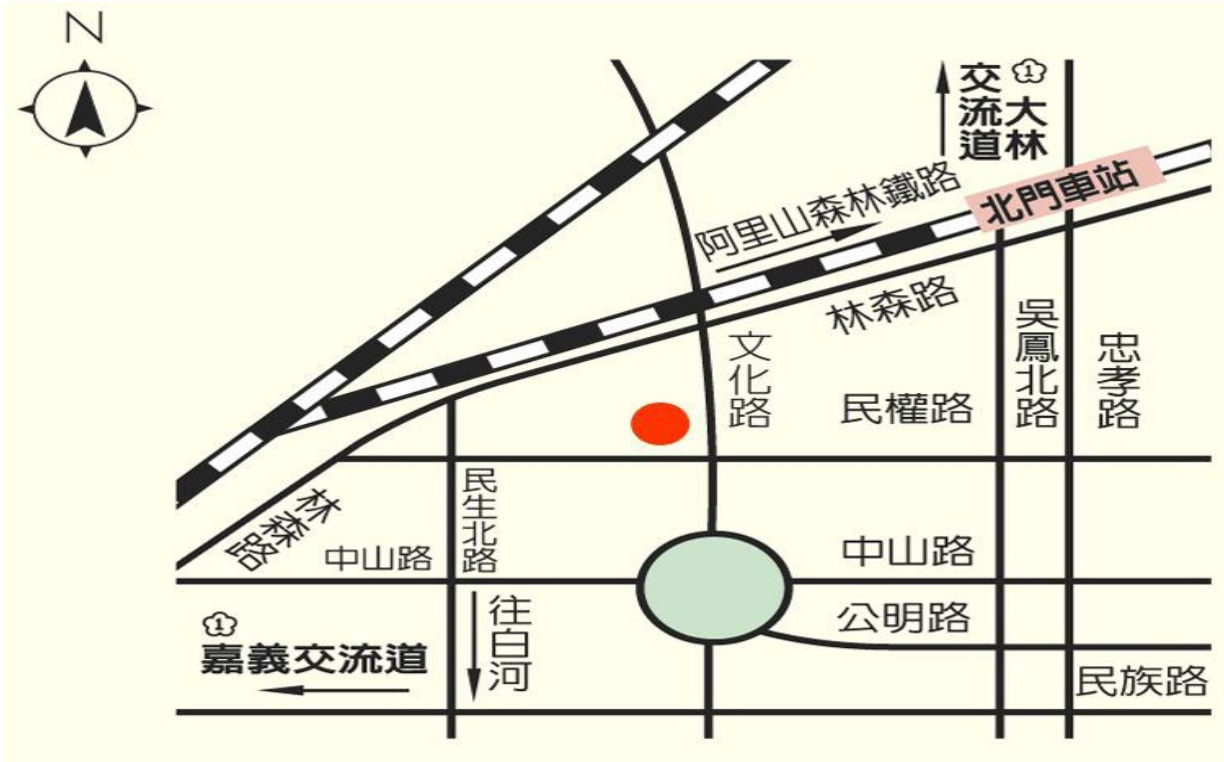 N
1
大林
交流道
北門車站
阿里山森林鐵路
林森路
文化路
吳鳳北路
忠孝路
民權路
林森路
民生北路
中山路
中山路
公明路
往白河
1
嘉義交流道
民族路